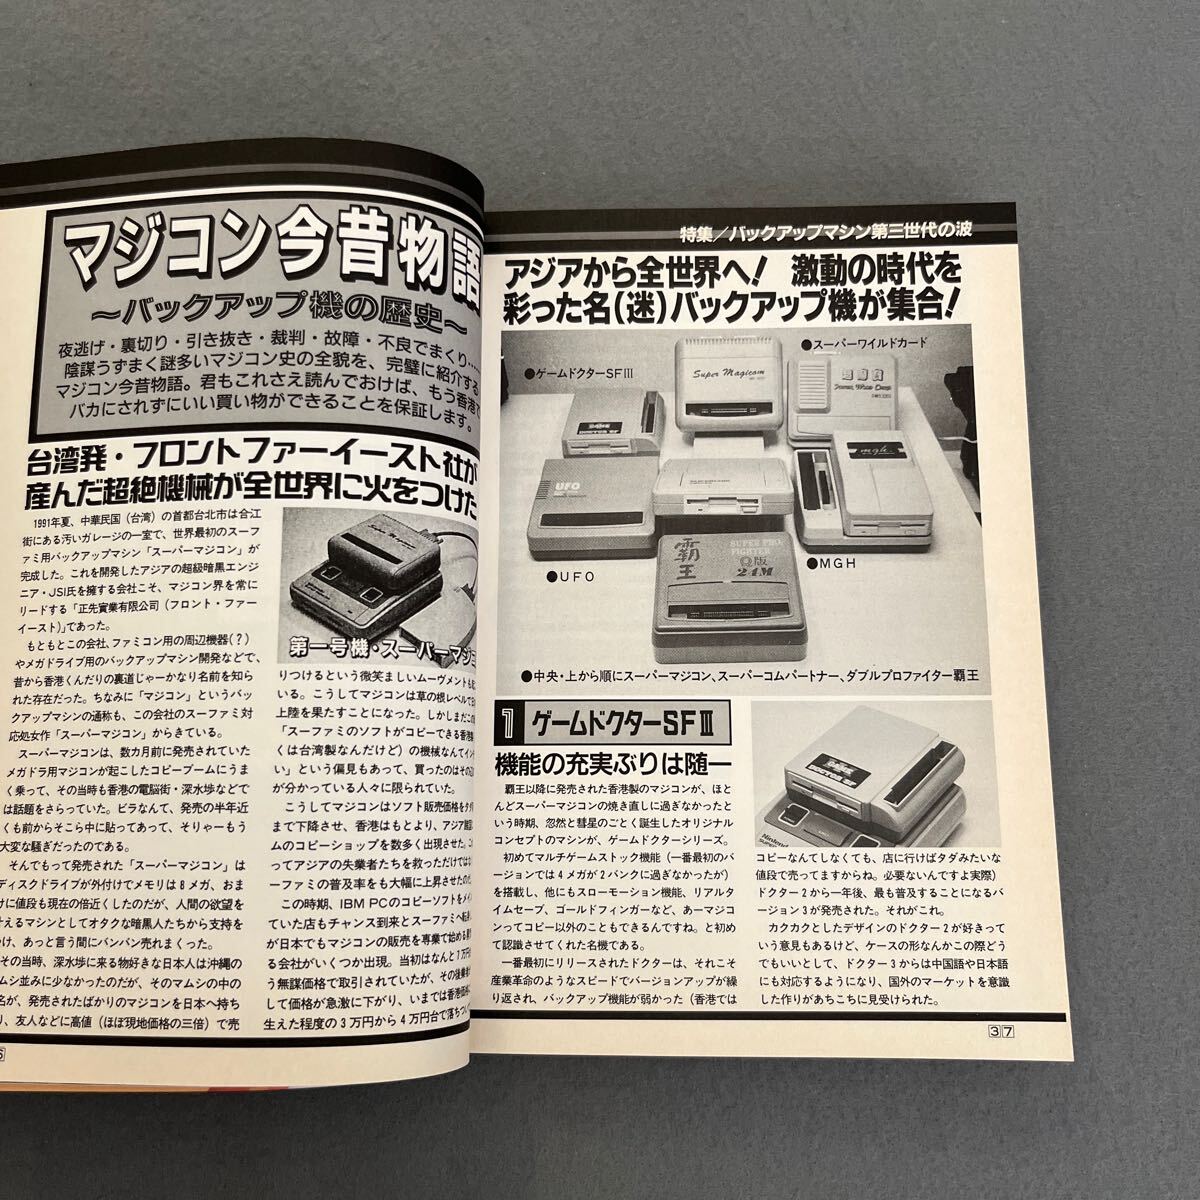 マジコン今昔物語
〜バックアップ機の歴史〜
夜逃げ・裏切り・引き抜き・裁判・故障・不良でまくり……
陰謀うずまく謎多いマジコン史の全貌を、完璧に紹介する
マジコン今昔物語。君もこれさえ読んでおけば、もう香港で
バカにされずにいい買い物ができることを保証します。
台湾発・フロントファーイースト社が
産んだ超絶機械が全世界に火をつけた
1991年夏、中華民国（台湾）の首都台北市は合江
街にある汚いガレージの一室で、世界最初のスーフ
ァミ用バックアップマシン「スーパーマジコン」が
完成した。これを開発したアジアの超級暗黒エンジ
ニア・JSI氏を擁する会社こそ、マジコン界を常に
リードする「正先實業有限公司（フロント・ファー
イースト）」であった。
もともとこの会社、ファミコン用の周辺機器（?）
やメガドライブ用のバックアップマシン開発などで、
昔から香港くんだりの裏道じゃーかなり名前を知ら
れた存在だった。ちなみに「マジコン」というバッ
クアップマシンの通称も、この会社のスーファミ対
応処女作「スーパーマジコン」からきている。
スーパーマジコンは、数カ月前に発売されていた
メガドラ用マジコンが起こしたコピーブームにうま
く乗って、その当時も香港の電脳街・深水埗などで
は話題をさらっていた。ビラなんて、発売の半年近
くも前からそこら中に貼ってあって、そりゃーもう
大変な騒ぎだったのである。
そんでもって発売された「スーパーマジコン」は
ディスクドライブが外付けでメモリは8メガ、おま
けに値段も現在の倍近くしたのだが、人間の欲望を
えるマシンとしてオタクな暗黒人たちから支持を
け、あっと言う間にバンバン売れまくった。
その当時、深水埗に来る物好きな日本人は沖縄の
ムシ並みに少なかったのだが、そのマムシの中の
名が、発売されたばかりのマジコンを日本へ持ち
り、友人などに高値（ほぼ現地価格の三倍）で売
Super
第一号機・スーパーマジコ
りつけるという微笑ましいムーヴメントも
いる。こうしてマジコンは草の根レベルで
上陸を果たすことになった。しかしまだこの
「スーファミのソフトがコピーできる香港製
くは台湾製なんだけど）の機械なんてイン
い」という偏見もあって、買ったのはその
が分かっている人々に限られていた。
こうしてマジコンはソフト販売価格をタダ
まで下降させ、香港はもとより、アジア諸国
ムのコピーショップを数多く出現させた。こ
ってアジアの失業者たちを救っただけでは
ーファミの普及率をも大幅に上昇させたの
この時期、IBM PCのコピーソフトをメイン
ていた店もチャンス到来とスーファミへ転
が日本でもマジコンの販売を専業で始める
る会社がいくつか出現。当初はなんと7万円
う無謀価格で取引されていたが、その後
して価格が急激に下がり、いまでは香港価格
生えた程度の3万円から4万円台で落ちつ
特集／バックアップマシン第三世代の波
アジアから全世界へ！ 激動の時代を
彩った名（迷）バックアップ機が集合！
●スーパーワイルドカード
●ゲームドクターSFⅢ
Super Magicom
SUPER WILD CARD
GAME
DOCTOR SF
mgh
UFO
●UFO
●MGH
覇王
SUPER PRO.
FIGHTER
Q版
24M
●中央・上から順にスーパーマジコン、スーパーコムパートナー、ダブルプロファイター覇王
1 ゲームドクターSFⅢ
機能の充実ぶりは随一
覇王以降に発売された香港製のマジコンが、ほと
んどスーパーマジコンの焼き直しに過ぎなかったと
いう時期、忽然と彗星のごとく誕生したオリジナル
コンセプトのマシンが、ゲームドクターシリーズ。
初めてマルチゲームストック機能（一番最初のバ
ージョンでは4メガが2バンクに過ぎなかったが）
を搭載し、他にもスローモーション機能、リアルタ
イムセーブ、ゴールドフィンガーなど、あーマジコ
ンってコピー以外のこともできるんですね。と初め
て認識させてくれた名機である。
一番最初にリリースされたドクターは、それこそ
産業革命のようなスピードでバージョンアップが繰
り返され、バックアップ機能が弱かった（香港では
GAME
DOCTOR SF
Nintendo
コピーなんてしなくても、店に行けばタダみたいな
値段で売ってますからね。必要ないんですよ実際）
ドクター2から一年後、最も普及することになるバ
ージョン3が発売された。それがこれ。
カクカクとしたデザインのドクター2が好きって
いう意見もあるけど、ケースの形なんかこの際どう
でもいいとして、ドクター3からは中国語や日本語
にも対応するようになり、国外のマーケットを意識
した作りがあちこちに見受けられた。
37